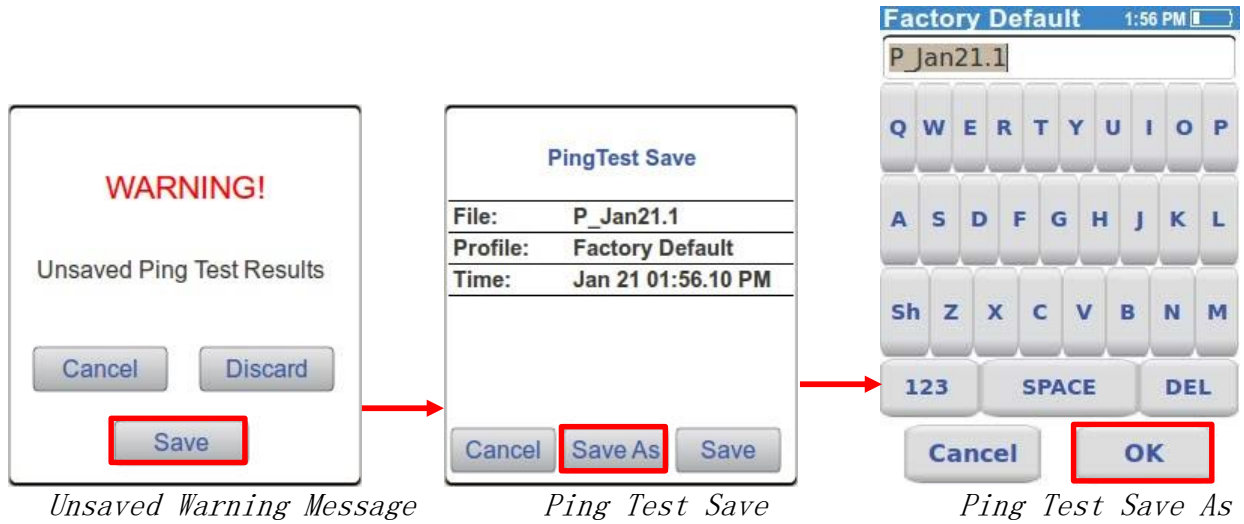 WARNING!
Unsaved Ping Test Results
Cancel Discard
Save
Unsaved Warning Message
PingTest Save
File: P_Jan21.1
Profile: Factory Default
Time: Jan 21 01:56.10 PM
Cancel Save As Save
Ping Test Save
Factory Default 1:56 PM
P_Jan21.1
Q W E R T Y U I O P
A S D F G H J K L
Sh Z X C V B N M
123 SPACE DEL
Cancel OK
Ping Test Save As